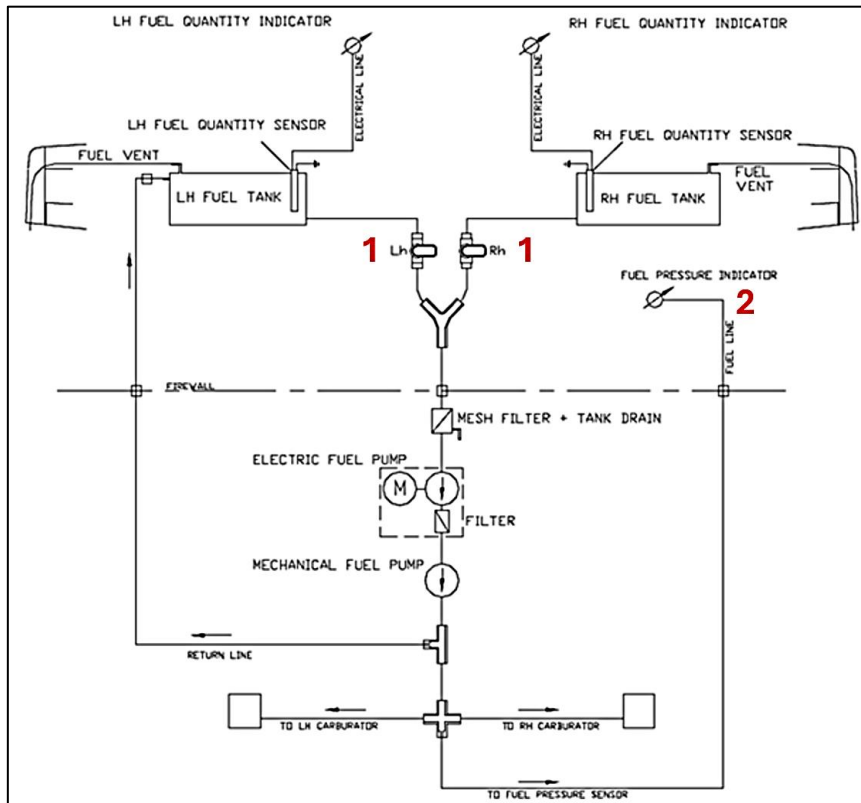 LH FUEL QUANTITY INDICATOR
RH FUEL QUANTITY INDICATOR
ELECTRICAL LINE
ELECTRICAL LINE
LH FUEL QUANTITY SENSOR
RH FUEL QUANTITY SENSOR
FUEL VENT
FUEL
VENT
LH FUEL TANK
RH FUEL TANK
1 Lh
Rh 1
FUEL PRESSURE INDICATOR
2
FUEL LINE
FIREWALL
MESH FILTER + TANK DRAIN
ELECTRIC FUEL PUMP
M
FILTER
MECHANICAL FUEL PUMP
RETURN LINE
TO LH CARBURATOR
TO RH CARBURATOR
TO FUEL PRESSURE SENSOR